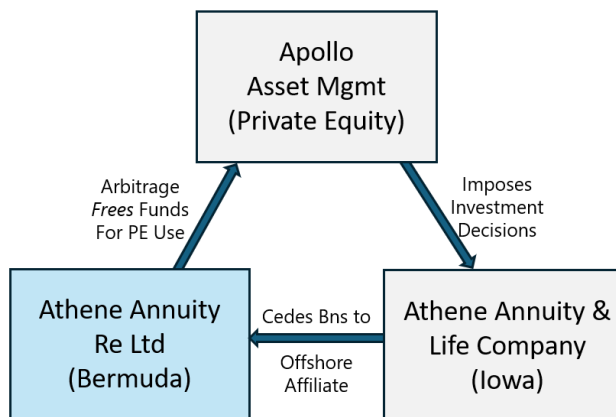 Apollo
Asset Mgmt
(Private Equity)
Arbitrage
Frees Funds
For PE Use
Imposes
Investment
Decisions
Athene Annuity
Re Ltd
(Bermuda)
Cedes Bns to
Offshore
Affiliate
Athene Annuity &
Life Company
(Iowa)